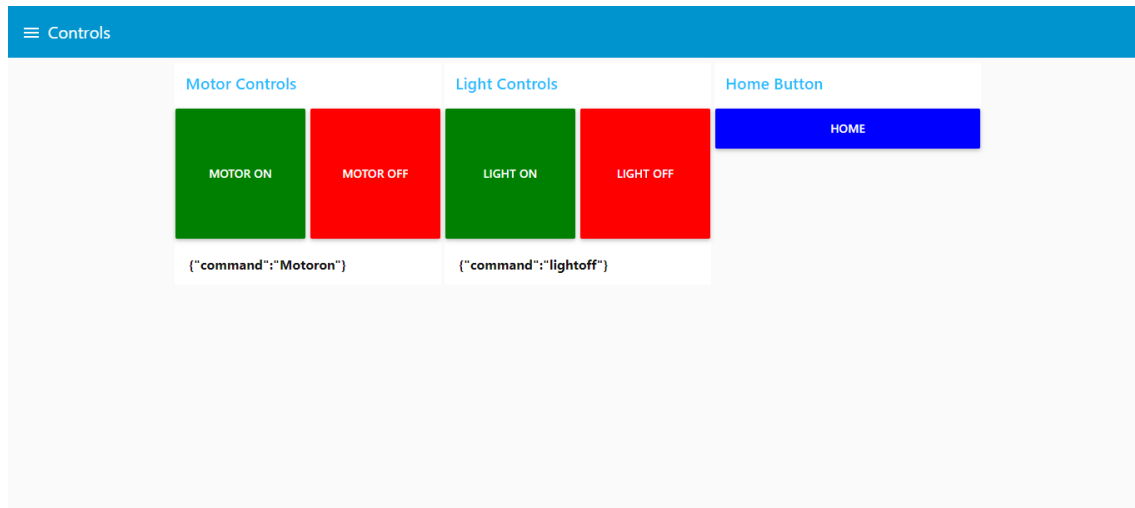 Controls
Motor Controls
MOTOR ON
MOTOR OFF
{"command":"Motoron"}
Light Controls
LIGHT ON
LIGHT OFF
{"command":"lightoff"}
Home Button
HOME